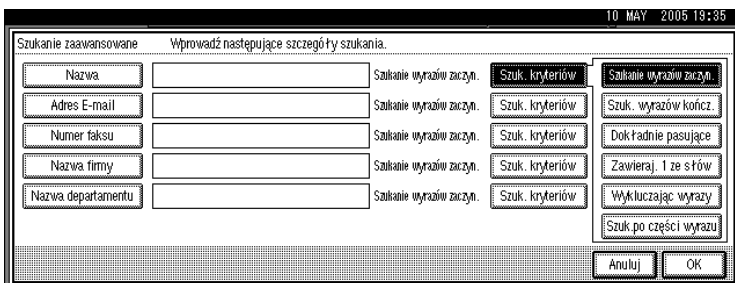 10 MAY 2005 19:35
Szukanie zaawansowane Wprowadź następujące szczegóły szukania.
Nazwa Szukanie wyrazów zaczyn. Szuk. kryteriów Szukanie wyrazów zaczyn.
Adres E-mail Szukanie wyrazów zaczyn. Szuk. kryteriów Szuk. wyrazów kończ.
Numer faksu Szukanie wyrazów zaczyn. Szuk. kryteriów Dokładnie pasujące
Nazwa firmy Szukanie wyrazów zaczyn. Szuk. kryteriów Zawieraj. 1 ze słów
Nazwa departamentu Szukanie wyrazów zaczyn. Szuk. kryteriów Wykluczając wyrazy
Szuk.po części wyrazu
Anuluj OK